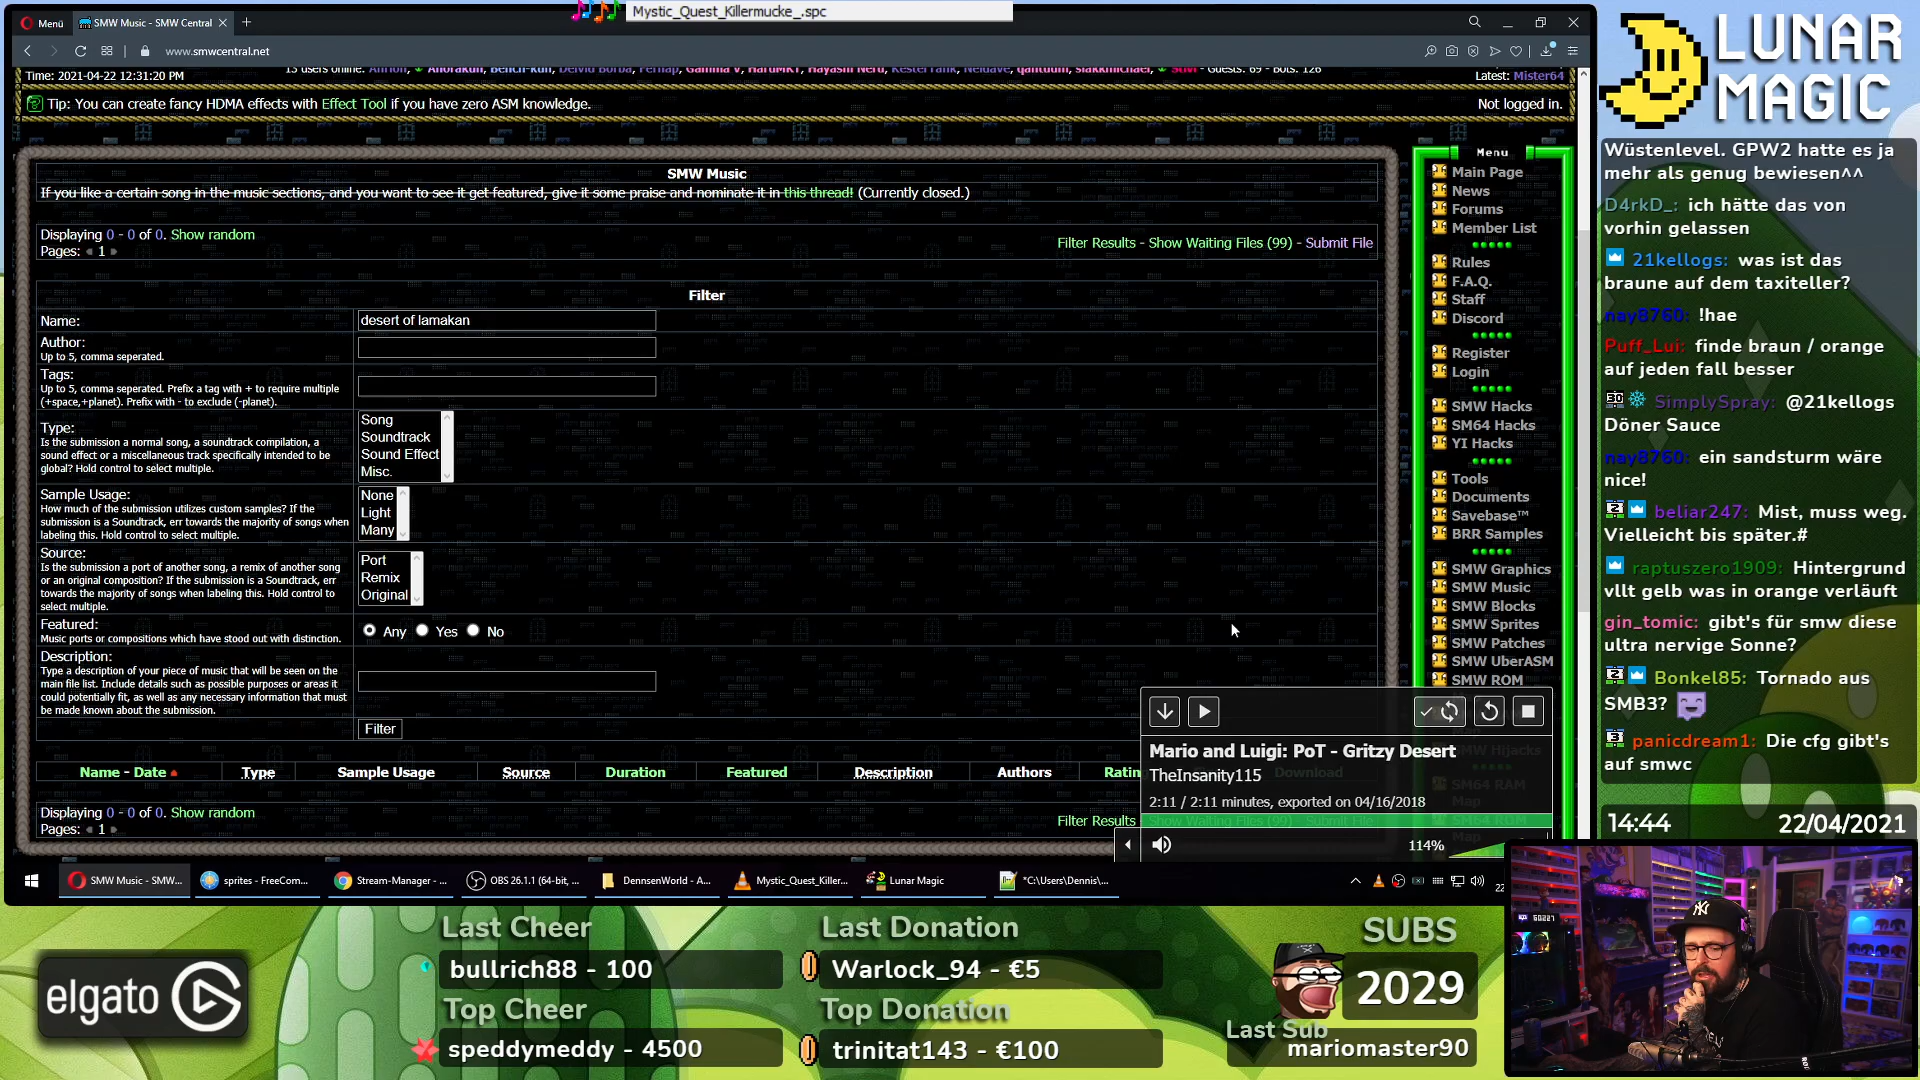 Mystic_Quest_Killermucke_.spc
Menü
SMW Music - SMW Central
www.smwcentral.net
Time: 2021-04-22 12:31:20 PM
Latest: Mister64
Tip: You can create fancy HDMA effects with Effect Tool if you have zero ASM knowledge.
Not logged in.
SMW Music
If you like a certain song in the music sections, and you want to see it get featured, give it some praise and nominate it in this thread! (Currently closed.)
Displaying 0 - 0 of 0. Show random
Pages: 1
Filter Results - Show Waiting Files (99) - Submit File
Filter
Name:
desert of lamakan
Author:
Up to 5, comma seperated.
Tags:
Up to 5, comma seperated. Prefix a tag with + to require multiple
(+space,+planet). Prefix with - to exclude (-planet).
Type:
Is the submission a normal song, a soundtrack compilation, a
sound effect or a miscellaneous track specifically intended to be
global? Hold control to select multiple.
Song
Soundtrack
Sound Effect
Misc.
Sample Usage:
How much of the submission utilizes custom samples? If the
submission is a Soundtrack, err towards the majority of songs when
labeling this. Hold control to select multiple.
None
Light
Many
Source:
Is the submission a port of another song, a remix of another song
or an original composition? If the submission is a Soundtrack, err
towards the majority of songs when labeling this. Hold control to
select multiple.
Port
Remix
Original
Featured:
Music ports or compositions which have stood out with distinction.
Any Yes No
Description:
Type a description of your piece of music that will be seen on the
main file list. Include details such as possible purposes or areas it
could potentially fit, as well as any necessary information that must
be made known about the submission.
Filter
Name - Date Type Sample Usage Source Duration Featured Description Authors Ratin Download
Displaying 0 - 0 of 0. Show random
Pages: 1
Filter Results - Show Waiting Files (99) - Submit File
Menu
Main Page
News
Forums
Member List
Rules
F.A.Q.
Staff
Discord
Register
Login
SMW Hacks
SM64 Hacks
YI Hacks
Tools
Documents
Savebase™
BRR Samples
SMW Graphics
SMW Music
SMW Blocks
SMW Sprites
SMW Patches
SMW UberASM
SMW ROM
Map
SMW Hijacks
SM64 RAM
Map
SM64 ROM
Map
Mario and Luigi: PoT - Gritzy Desert
TheInsanity115
2:11 / 2:11 minutes, exported on 04/16/2018
114%
SMW Music - SMW...
sprites - FreeCom...
Stream-Manager - ...
OBS 26.1.1 (64-bit, ...
DennsenWorld - A...
Mystic_Quest_Killer...
Lunar Magic
*C:\Users\Dennis\...
22
LUNAR
MAGIC
Wüstenlevel. GPW2 hatte es ja
mehr als genug bewiesen^^
D4rkD_: ich hätte das von
vorhin gelassen
21kellogs: was ist das
braune auf dem taxiteller?
nay8760: !hae
Puff_Lui: finde braun / orange
auf jeden fall besser
SimplySpray: @21kellogs
Döner Sauce
nay8760: ein sandsturm wäre
nice!
beliar247: Mist, muss weg.
Vielleicht bis später.#
raptuszero1909: Hintergrund
vllt gelb was in orange verläuft
gin_tomic: gibt's für smw diese
ultra nervige Sonne?
Bonkel85: Tornado aus
SMB3?
panicdream1: Die cfg gibt's
auf smwc
14:44 22/04/2021
elgato
Last Cheer
bullrich88 - 100
Top Cheer
speddymeddy - 4500
Last Donation
Warlock_94 - €5
Top Donation
trinitat143 - €100
SUBS
2029
Last Sub
mariomaster90